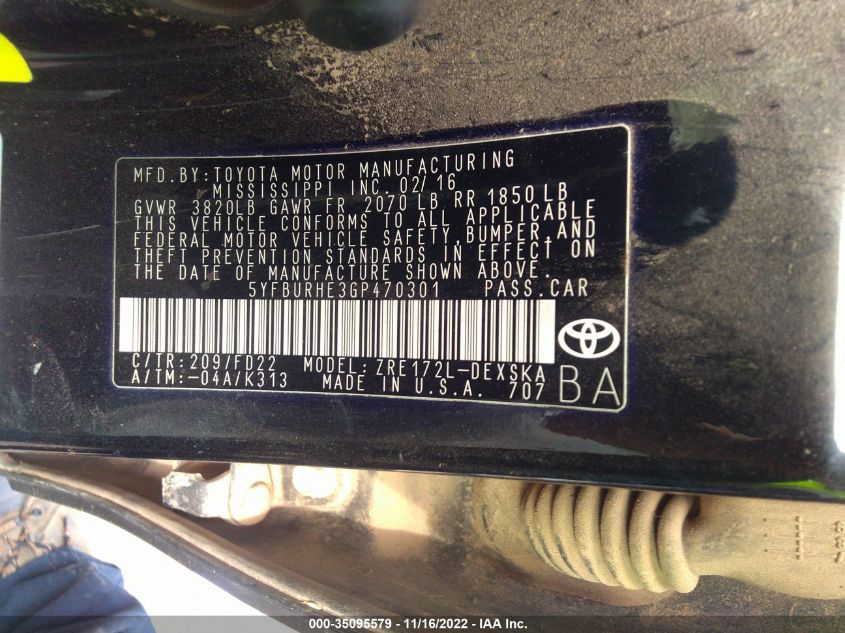 MFD.BY:TOYOTA MOTOR MANUFACTURING
MISSISSIPPI INC. 02/16
GVWR 3820LB GAWR FR 2070 LB RR 1850 LB
THIS VEHICLE CONFORMS TO ALL APPLICABLE
FEDERAL MOTOR VEHICLE SAFETY,BUMPER,AND
THEFT PREVENTION STANDARDS IN EFFECT ON
THE DATE OF MANUFACTURE SHOWN ABOVE.
5YFBURHE3GP470301 PASS.CAR
C/TR:209/FD22 MODEL:ZRE172L-DEXSKA
A/TM:-04A/K313 MADE IN U.S.A. 707
BA
000-35095579 - 11/16/2022 - IAA Inc.